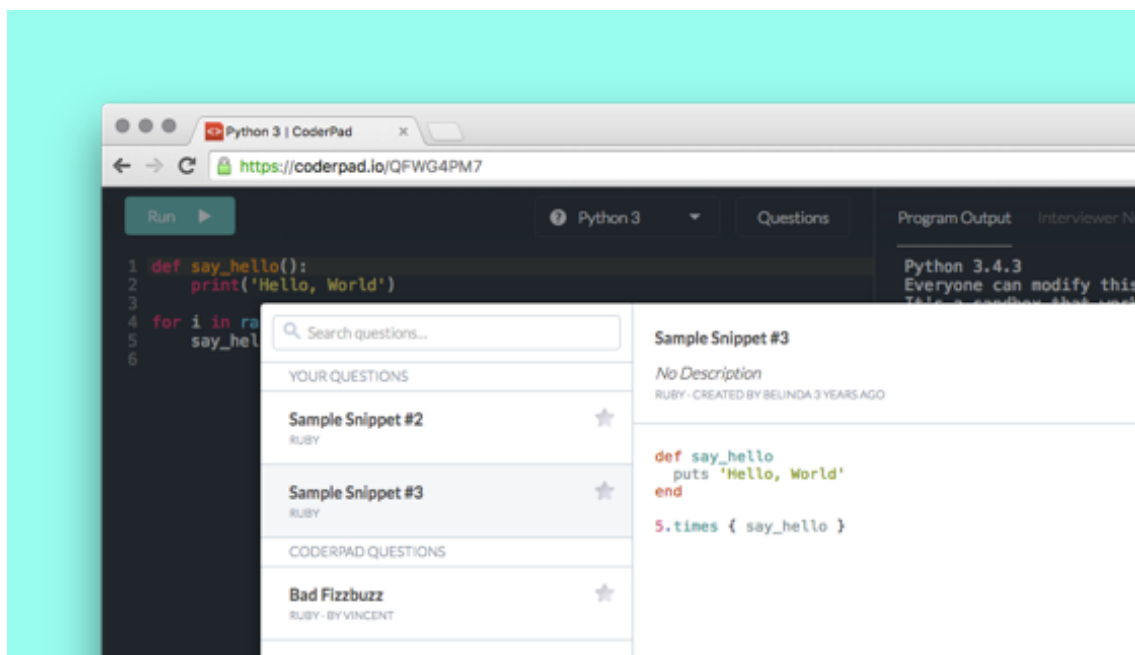 Python 3 | CoderPad
https://coderpad.io/QFWG4PM7
Run
Python 3
Questions
Program Output
Interviewer
1 def say_hello():
2 print('Hello, World')
3
4 for i in
5
6
Python 3.4.3
Everyone can modify this
Search questions...
YOUR QUESTIONS
Sample Snippet #2
RUBY
Sample Snippet #3
RUBY
CODERPAD QUESTIONS
Bad Fizzbuzz
RUBY - BY VINCENT
Sample Snippet #3
No Description
RUBY - CREATED BY BELINDA 3 YEARS AGO
def say_hello
puts 'Hello, World'
end
5.times { say_hello }